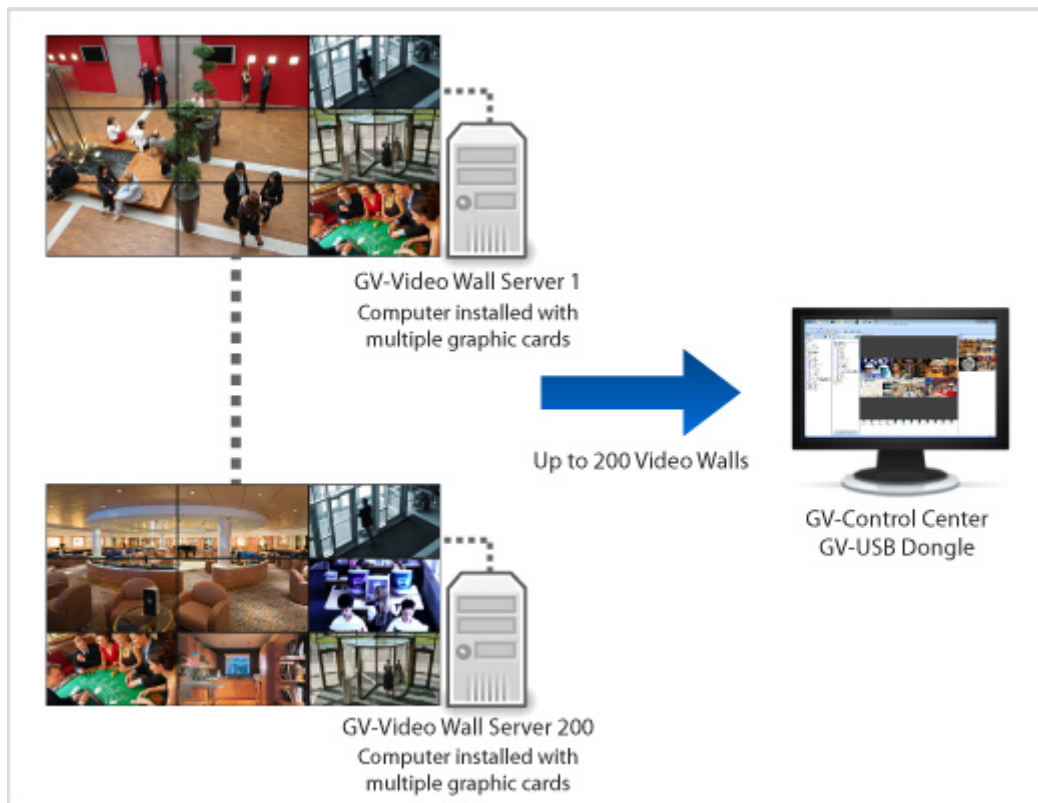 GV-Video Wall Server 1
Computer installed with
multiple graphic cards
Up to 200 Video Walls
GV-Control Center
GV-USB Dongle
GV-Video Wall Server 200
Computer installed with
multiple graphic cards